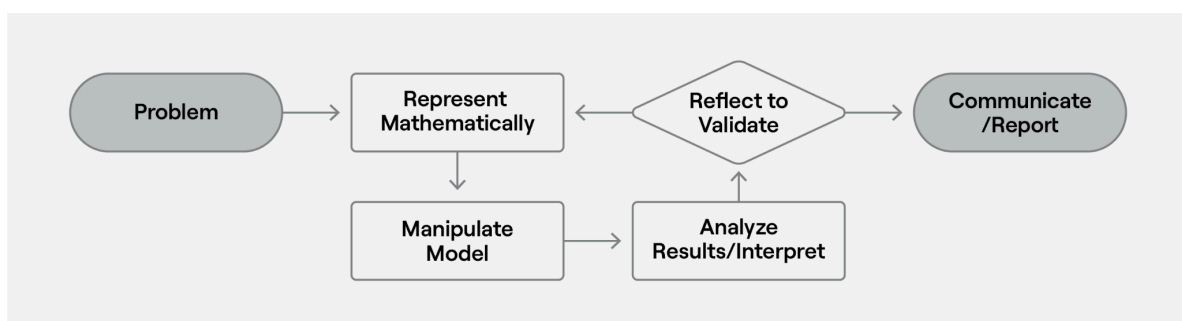 Problem
Represent
Mathematically
Reflect to
Validate
Communicate
/Report
Manipulate
Model
Analyze
Results/Interpret